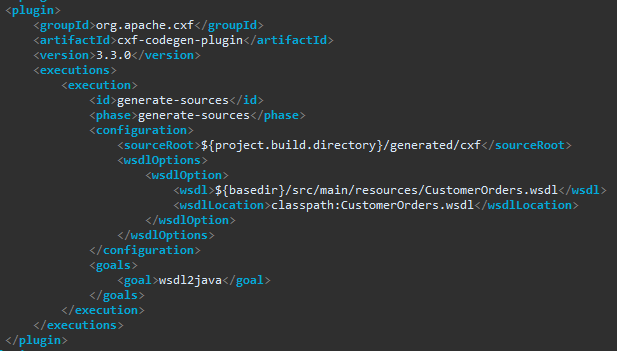 <plugin>
<groupId>org.apache.cxf</groupId>
<artifactId>cxf-codegen-plugin</artifactId>
<version>3.3.0</version>
<executions>
<execution>
<id>generate-sources</id>
<phase>generate-sources</phase>
<configuration>
<sourceRoot>${project.build.directory}/generated/cxf</sourceRoot>
<wsdlOptions>
<wsdlOption>
<wsdl>${basedir}/src/main/resources/CustomerOrders.wsdl</wsdl>
<wsdlLocation>classpath:CustomerOrders.wsdl</wsdlLocation>
</wsdlOption>
</wsdlOptions>
</configuration>
<goals>
<goal>wsdl2java</goal>
</goals>
</execution>
</executions>
</plugin>